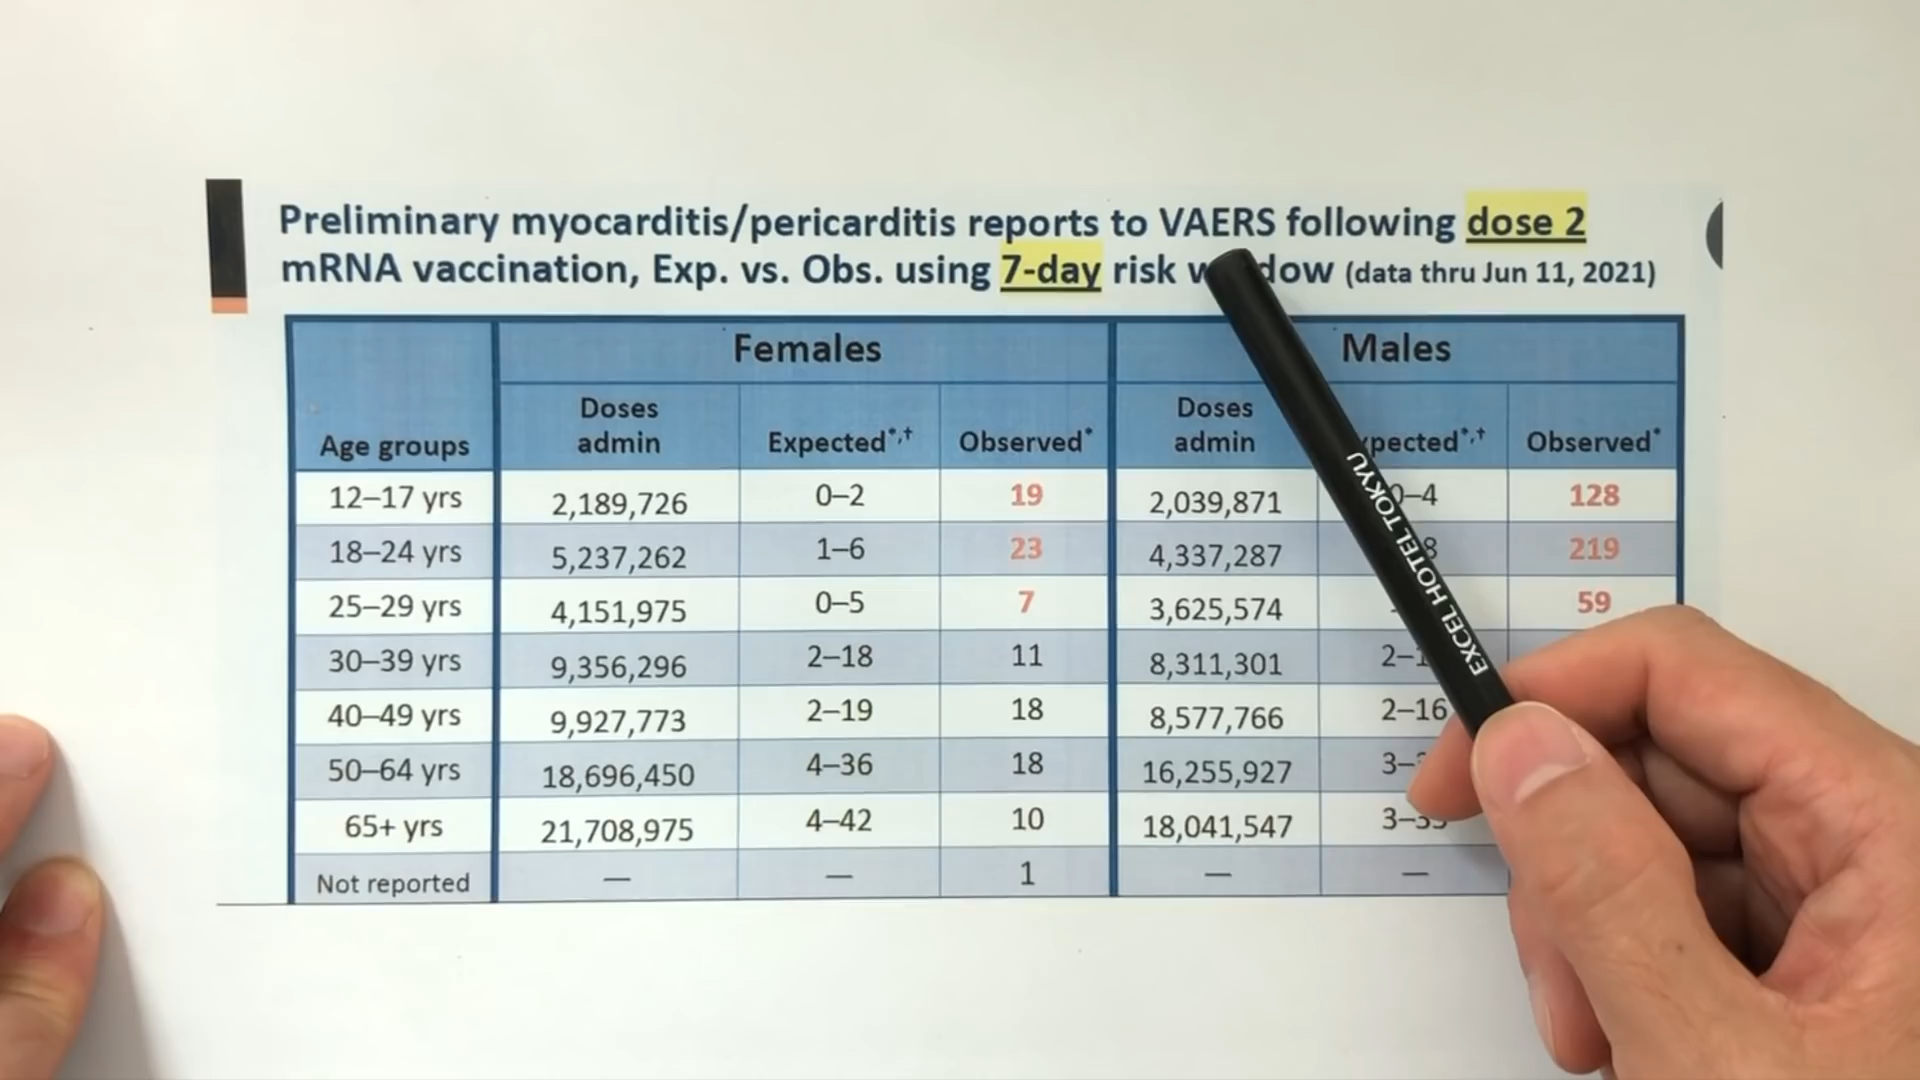 Preliminary myocarditis/pericarditis reports to VAERS following dose 2
mRNA vaccination, Exp. vs. Obs. using 7-day risk (data thru Jun 11, 2021)
Females Males
Age groups Doses admin Expected*,† Observed* Doses admin Observed*
12–17 yrs 2,189,726 0–2 19 2,039,871 0–4 128
18–24 yrs 5,237,262 1–6 23 4,337,287 219
25–29 yrs 4,151,975 0–5 7 3,625,574 59
30–39 yrs 9,356,296 2–18 11 8,311,301
40–49 yrs 9,927,773 2–19 18 8,577,766 2–16
50–64 yrs 18,696,450 4–36 18 16,255,927
65+ yrs 21,708,975 4–42 10 18,041,547
Not reported — — 1 — —
EXCEL HOTEL TOKYU